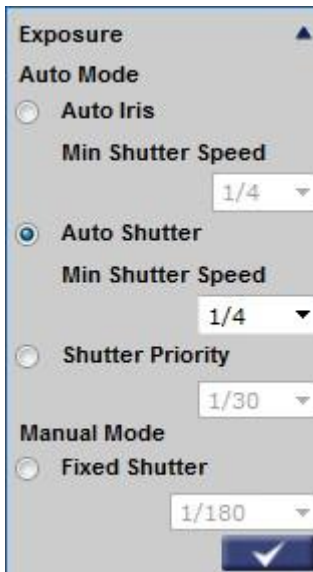 Exposure
Auto Mode
Auto Iris
Min Shutter Speed
1/4
Auto Shutter
Min Shutter Speed
1/4
Shutter Priority
1/30
Manual Mode
Fixed Shutter
1/180